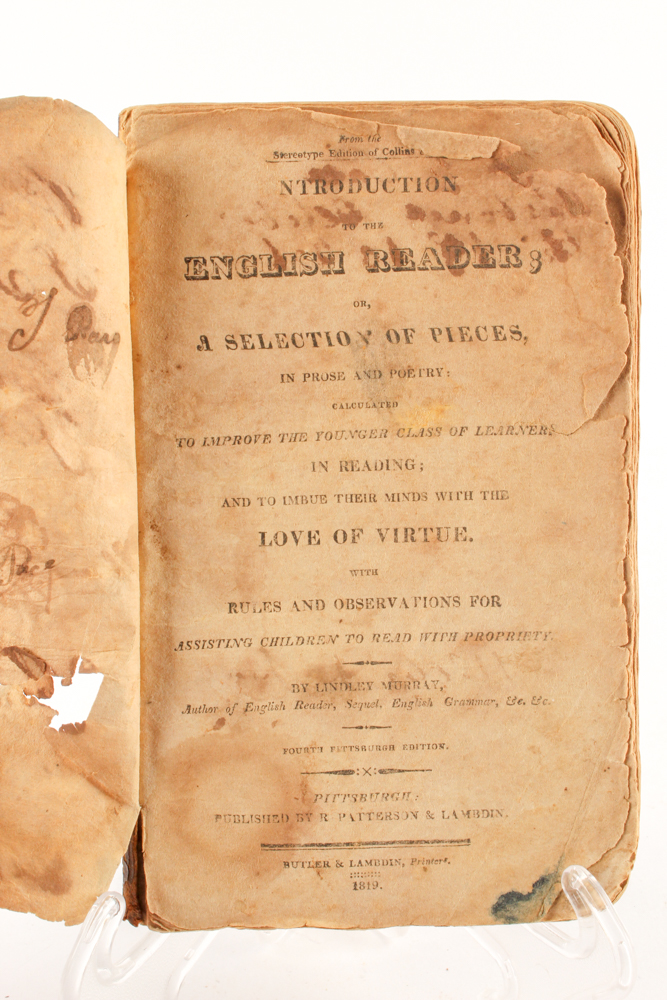 Pace
From the
Stereotype Edition of Collins
NTRODUCTION
TO THE
ENGLISH READER;
OR,
A SELECTION OF PIECES,
IN PROSE AND POETRY:
CALCULATED
TO IMPROVE THE YOUNGER CLASS OF LEARNERS
IN READING;
AND TO IMBUE THEIR MINDS WITH THE
LOVE OF VIRTUE.
WITH
RULES AND OBSERVATIONS FOR
ASSISTING CHILDREN TO READ WITH PROPRIETY.
BY LINDLEY MURRAY,
Author of English Reader, Sequel, English Grammar, &c. &c.
FOURTH PITTSBURGH EDITION.
PITTSBURGH:
PUBLISHED BY R PATTERSON & LAMBDIN.
BUTLER & LAMBDIN, Printers.
1819.